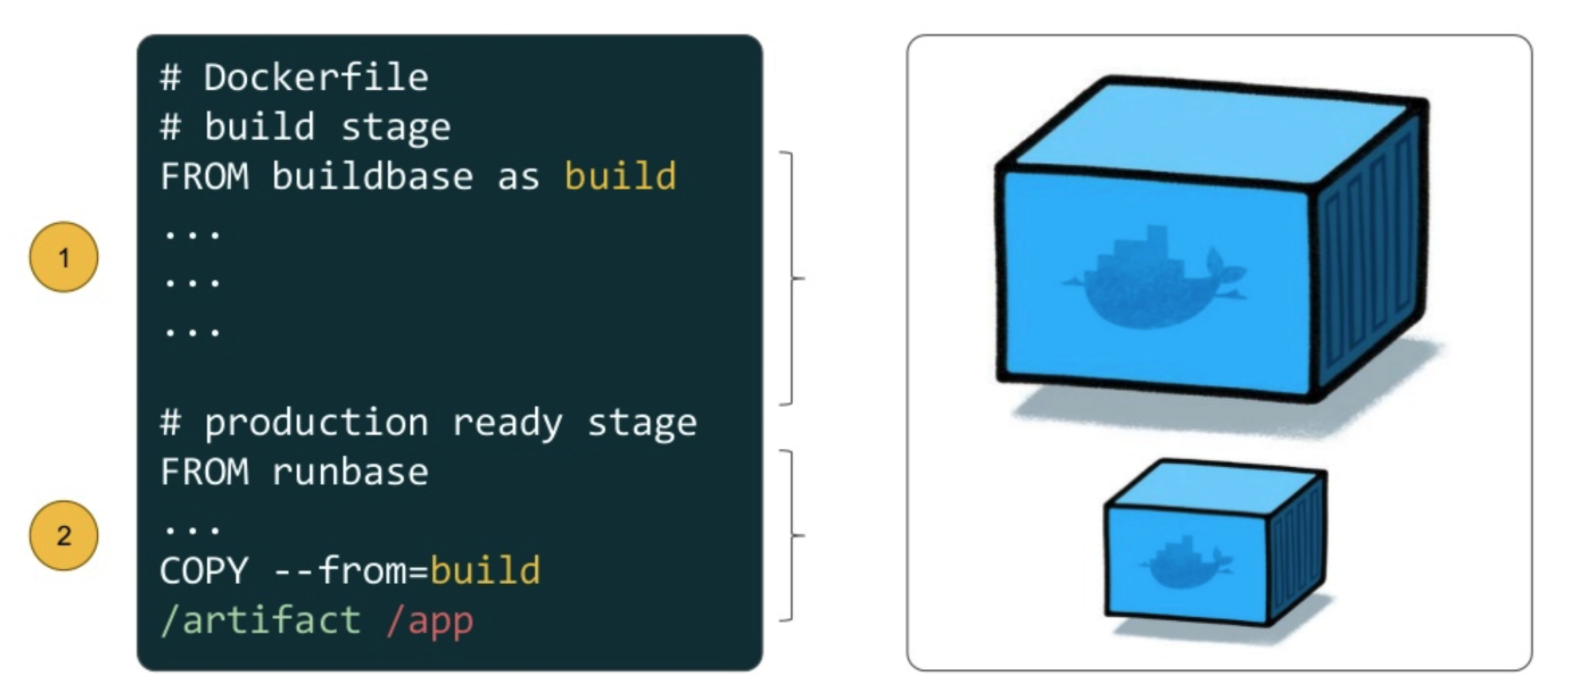 # Dockerfile
# build stage
FROM buildbase as build
...
...
...
# production ready stage
FROM runbase
...
COPY --from=build
/artifact /app
1
2